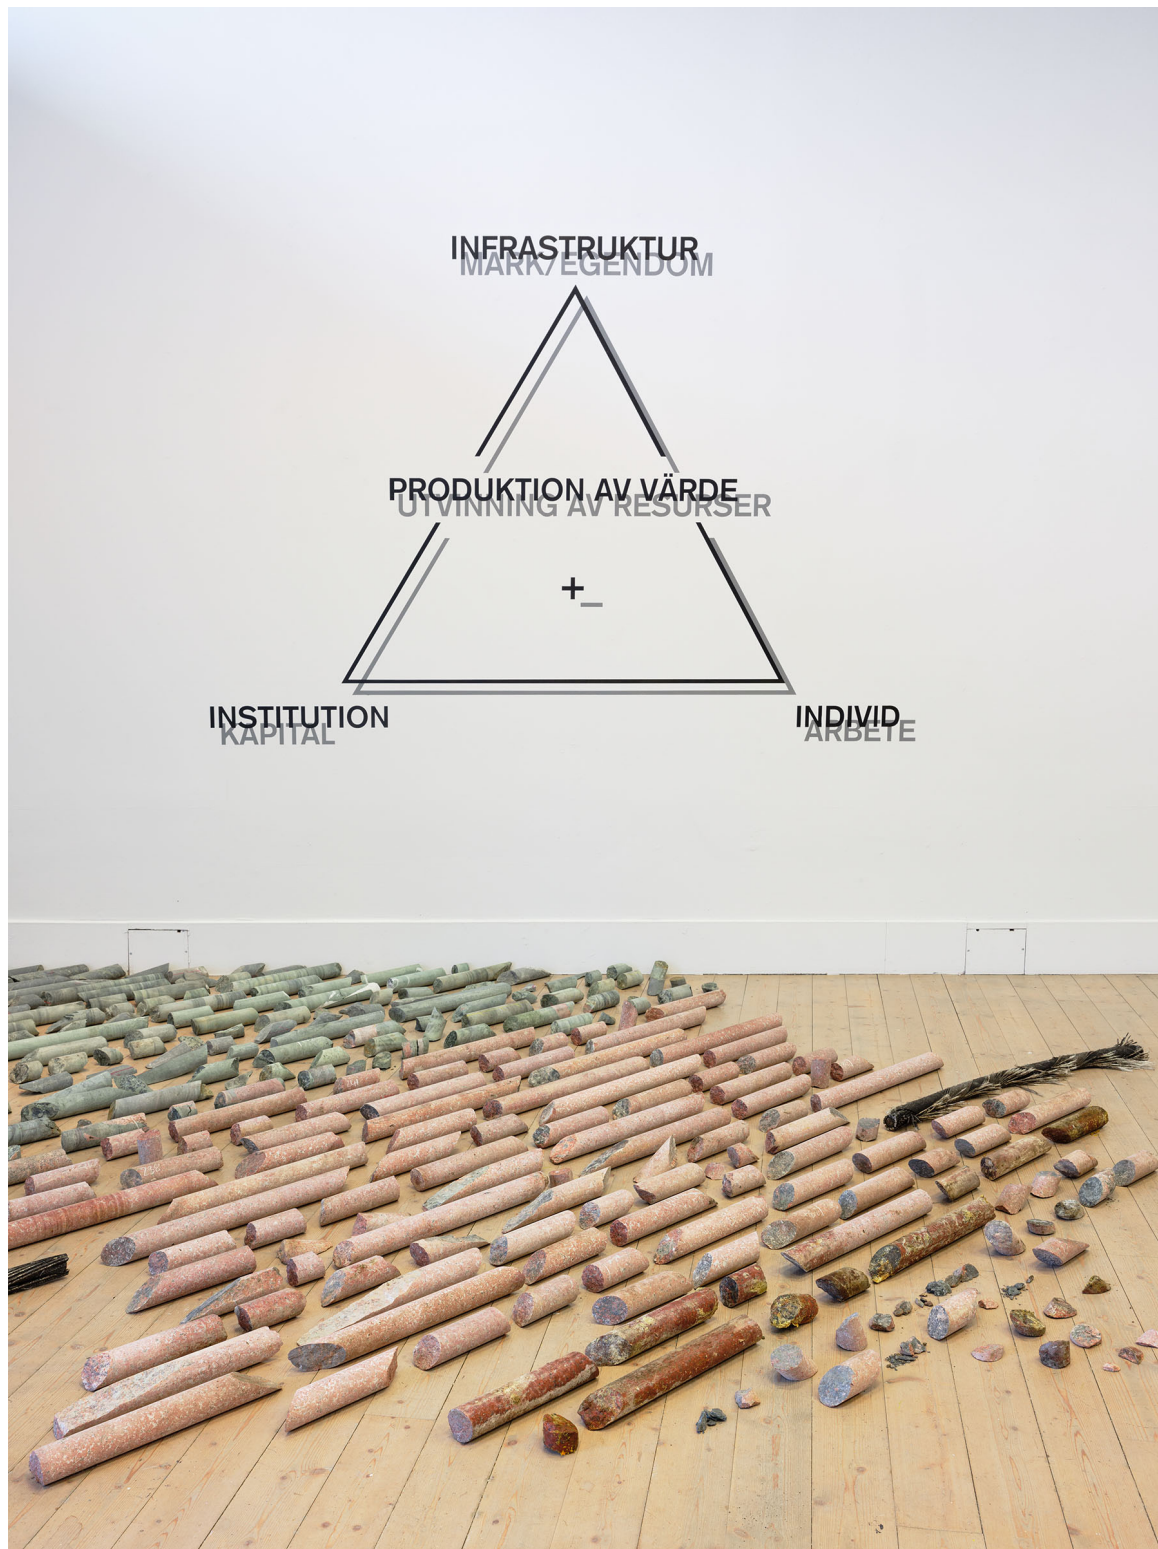 INFRASTRUKTUR
MARK/EGENDOM
PRODUKTION AV VÄRDE
UTVINNING AV RESURSER
+_
INSTITUTION
KAPITAL
INDIVID
ARBETE